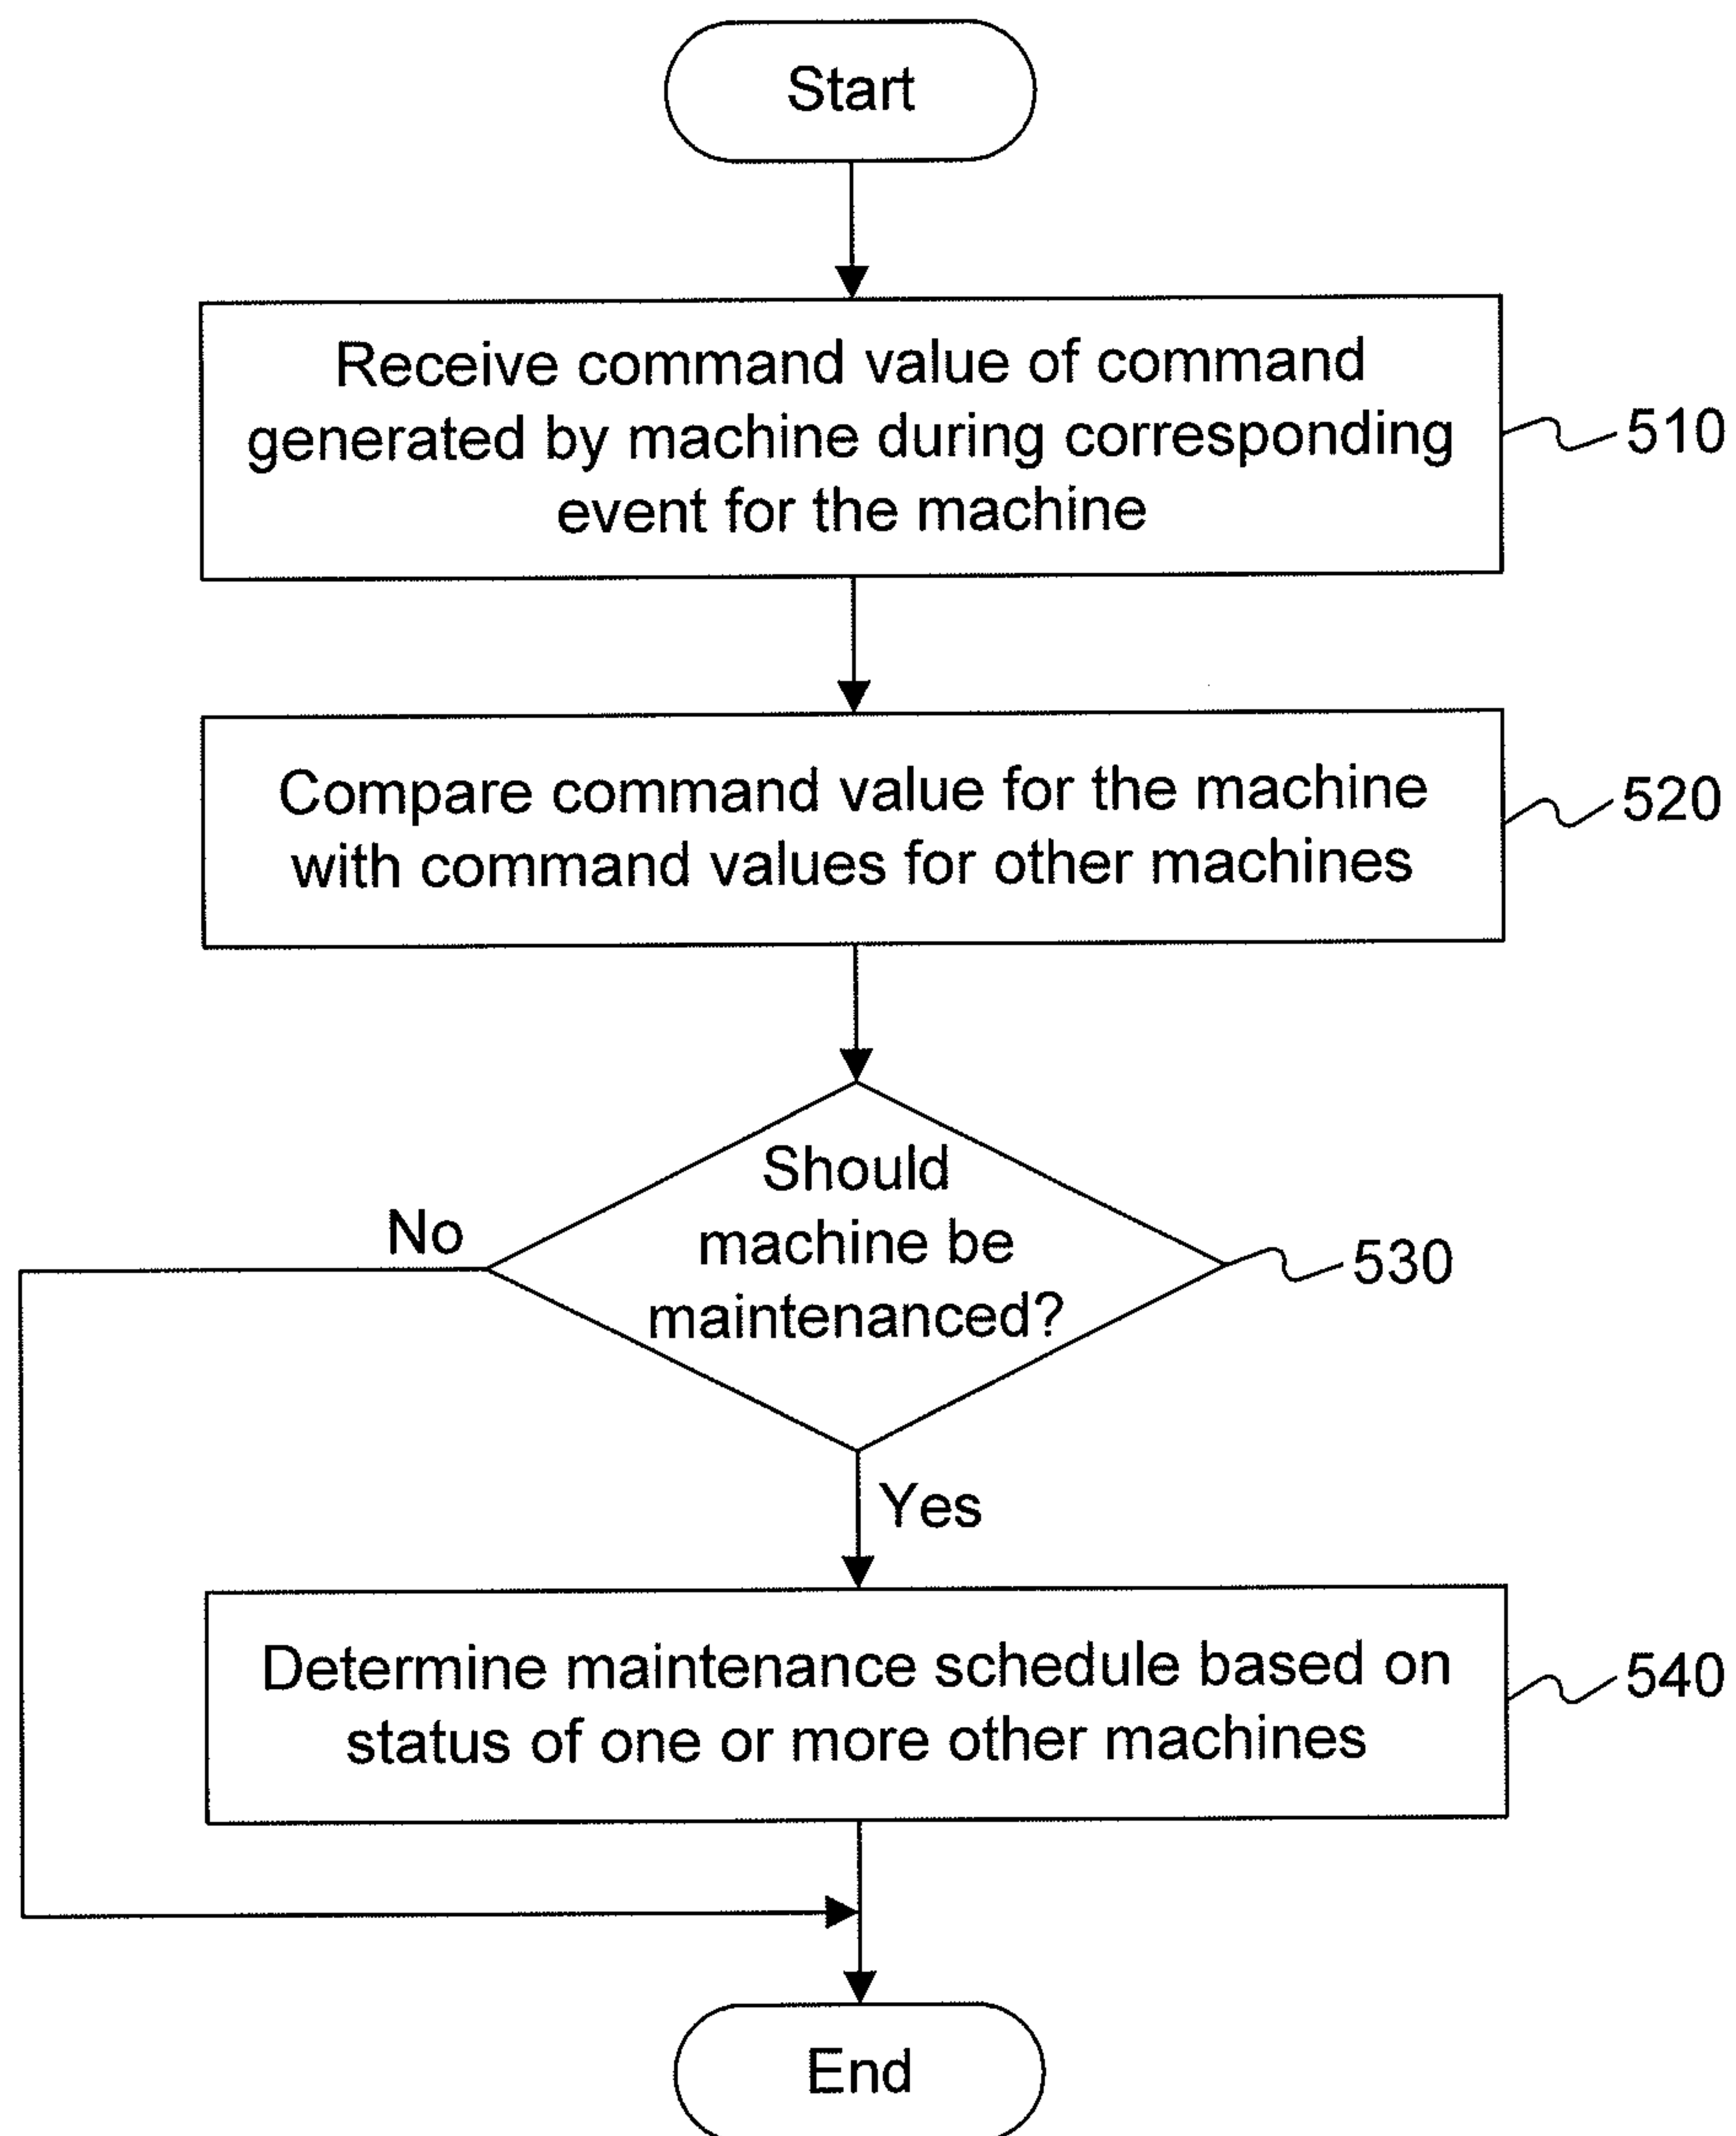 Start
Receive command value of command
generated by machine during corresponding
event for the machine
510
Compare command value for the machine
with command values for other machines
520
Should
machine be
maintenanced?
No
530
Yes
Determine maintenance schedule based on
status of one or more other machines
540
End